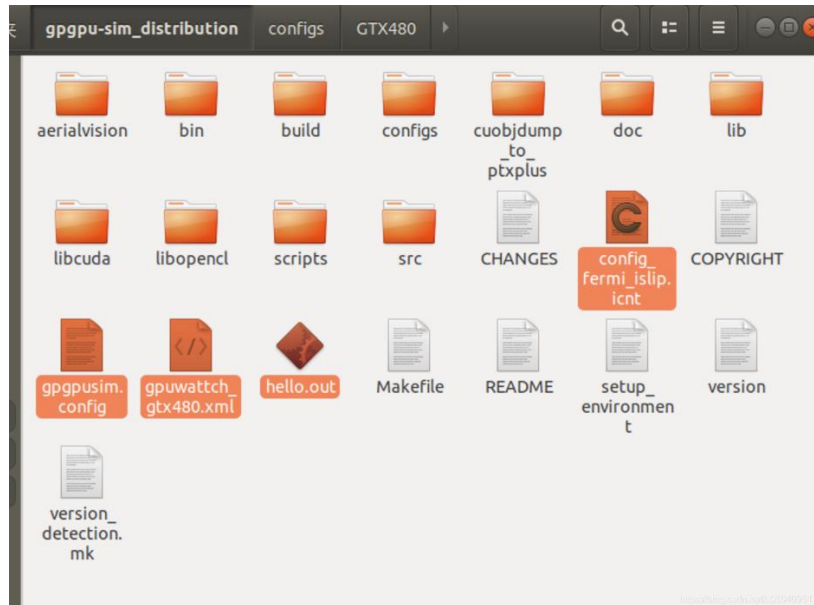 gpgpu-sim_distribution configs GTX480
aerialvision bin build configs cuobjdump doc lib
_to_
ptxplus
libcuda libopencl scripts src CHANGES config_ COPYRIGHT
fermi_islip.
icnt
gpgpusim. gpuwattch_ hello.out Makefile README setup_ version
config gtx480.xml environmen
t
version_
detection.
mk